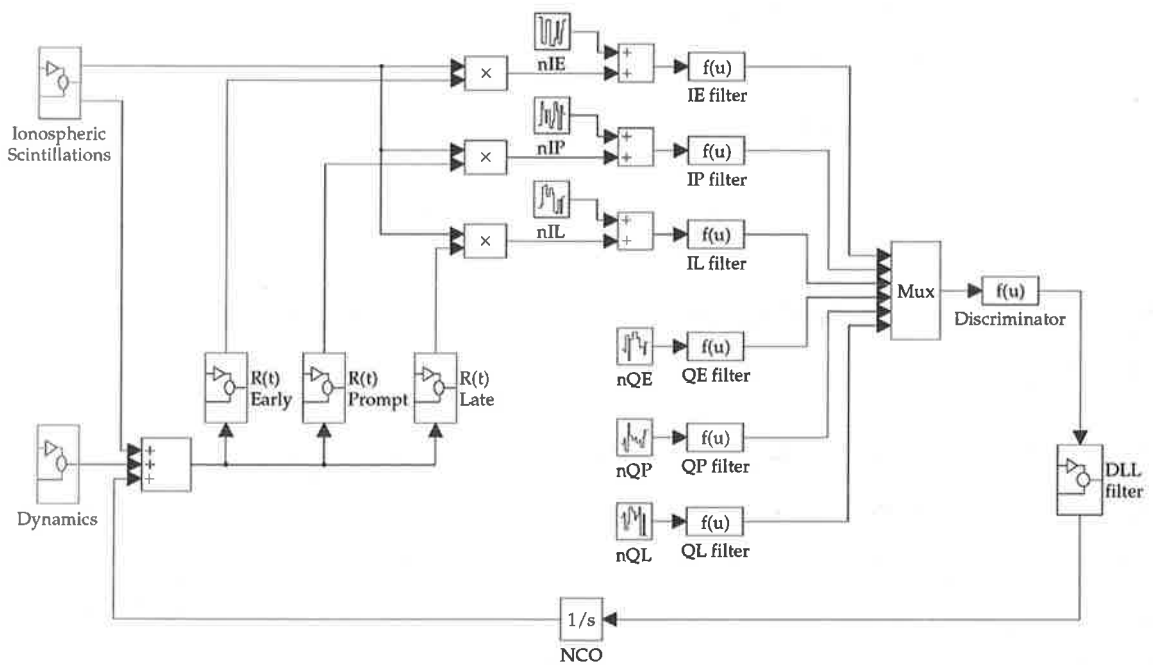 nIE
+
+
×
f(u)
IE filter
Ionospheric
Scintillations
nIP
+
+
×
f(u)
IP filter
nIL
+
+
×
f(u)
IL filter
Mux
f(u)
Discriminator
nQE
f(u)
QE filter
R(t)
Early
R(t)
Prompt
R(t)
Late
nQP
f(u)
QP filter
+
+
+
Dynamics
DLL
filter
nQL
f(u)
QL filter
1/s
NCO